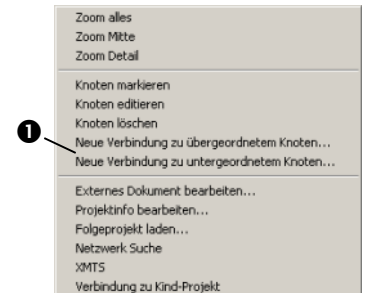 Zoom alles
Zoom Mitte
Zoom Detail
Knoten markieren
Knoten editieren
Knoten löschen
Neue Verbindung zu übergeordnetem Knoten...
1
Neue Verbindung zu untergeordnetem Knoten...
Externes Dokument bearbeiten...
Projektinfo bearbeiten...
Folgeprojekt laden...
Netzwerk Suche
XMTS
Verbindung zu Kind-Projekt